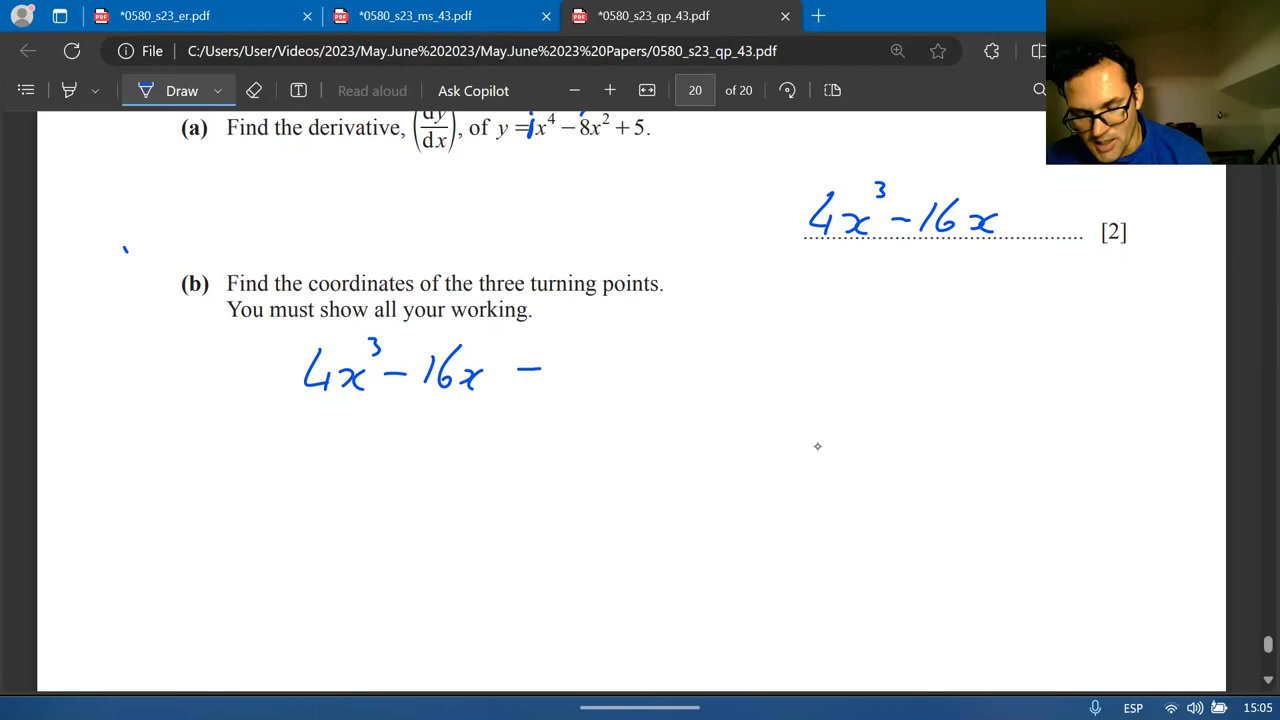 *0580_s23_er.pdf
*0580_s23_ms_43.pdf
*0580_s23_qp_43.pdf
File C:/Users/User/Videos/2023/May.June%202023/May.June%2023%20Papers/0580_s23_qp_43.pdf
Draw
Read aloud
Ask Copilot
20 of 20
(a) Find the derivative, (dy/dx), of y = x⁴ − 8x² + 5.
4x³ − 16x [2]
(b) Find the coordinates of the three turning points.
You must show all your working.
4x³ − 16x −
ESP 15:05